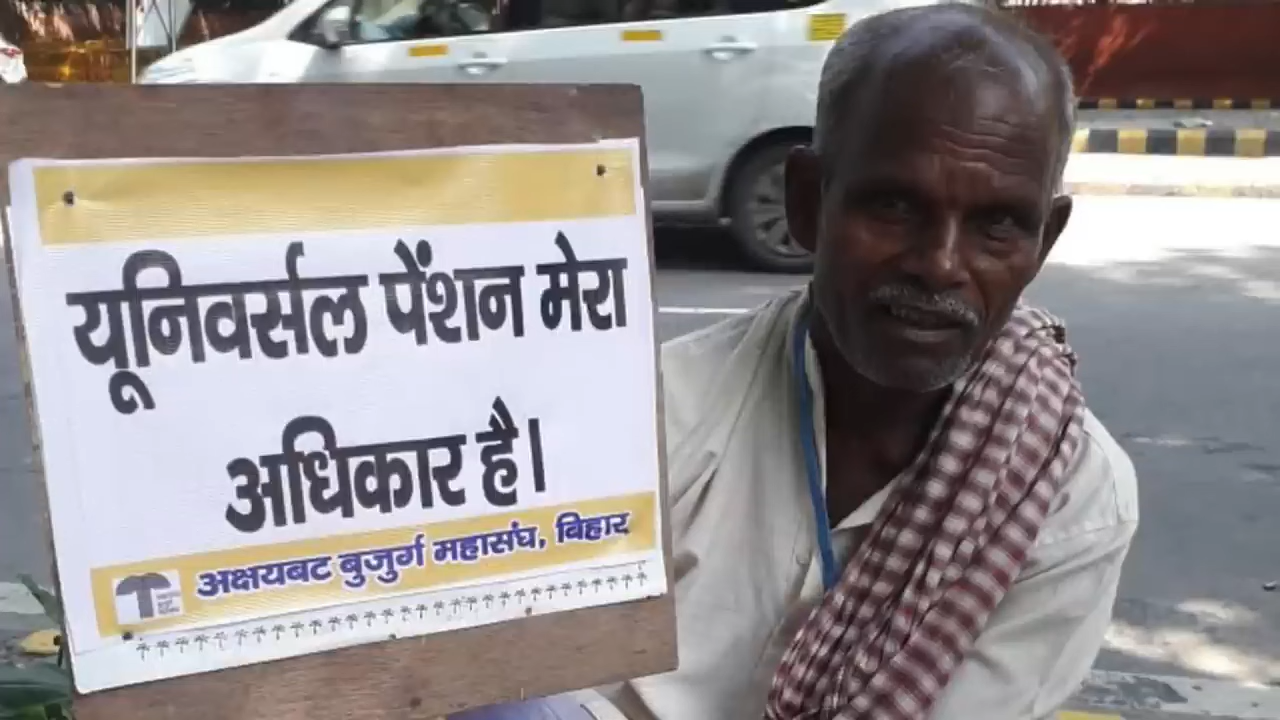 यूनिवर्सल पेंशन मेरा
अधिकार है।
अक्षयबट बुजुर्ग महासंघ, बिहार